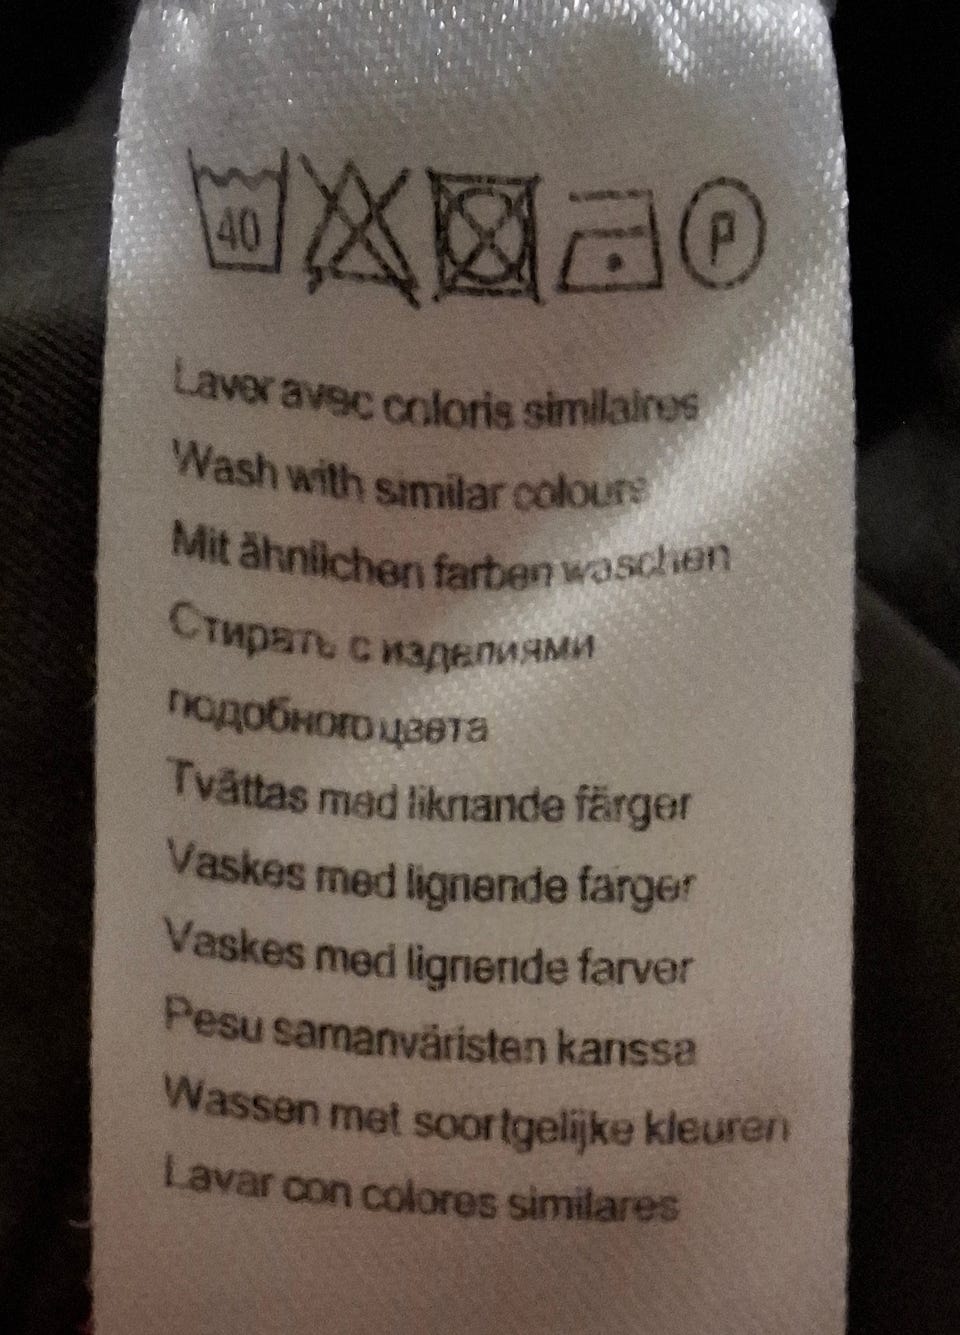 40 P
Laver avec coloris similaires
Wash with similar colours
Mit ähnlichen farben waschen
Стирать с изделиями
подобного цвета
Tvättas med liknande färger
Vaskes med lignende farger
Vaskes med lignende farver
Pesu samanväristen kanssa
Wassen met soortgelijke kleuren
Lavar con colores similares